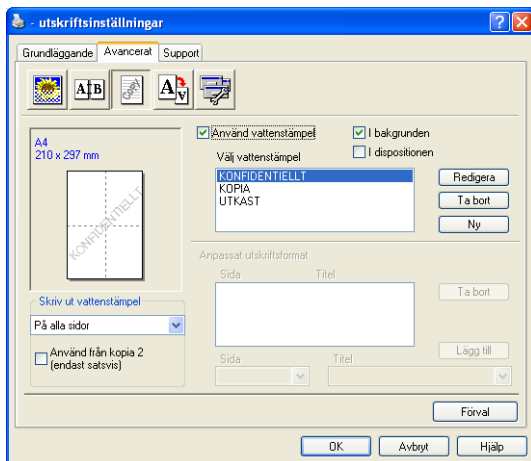 - utskriftsinställningar
Grundläggande Avancerat Support
A|B COPY A A
A4
210 x 297 mm
KONFIDENTIELLT
Skriv ut vattenstämpel
På alla sidor
Använd från kopia 2
(endast satsvis)
Använd vattenstämpel
I bakgrunden
I dispositionen
Välj vattenstämpel
KONFIDENTIELLT
KOPIA
UTKAST
Redigera
Ta bort
Ny
Anpassat utskriftsformat
Sida Titel
Ta bort
Lägg till
Sida Titel
Förval
OK Avbryt Hjälp